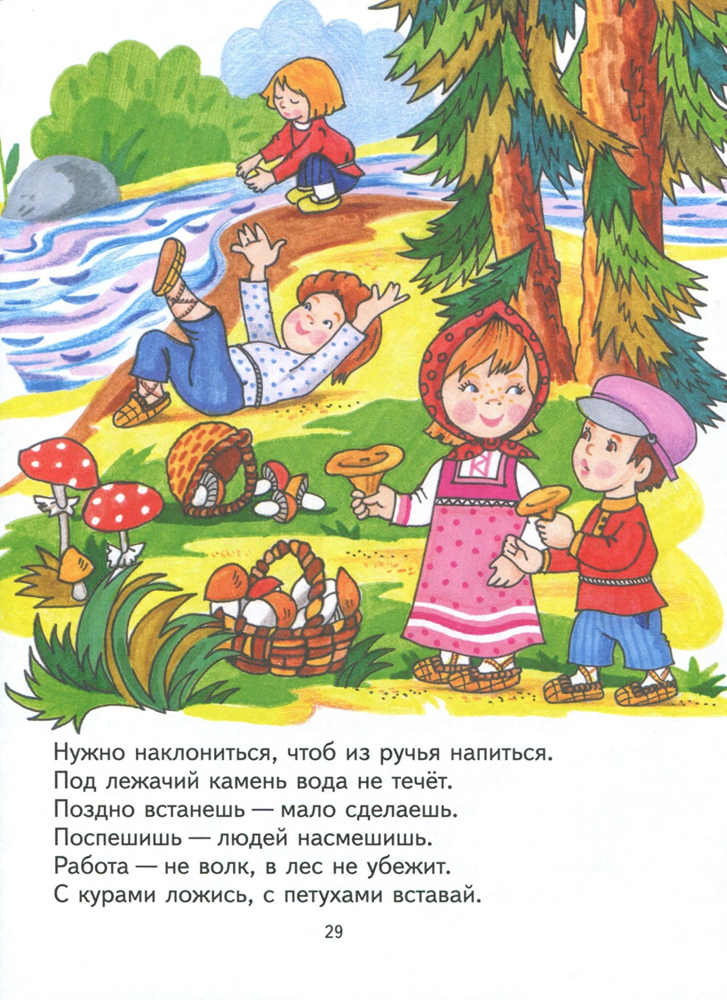 Нужно наклониться, чтоб из ручья напиться.
Под лежачий камень вода не течёт.
Поздно встанешь — мало сделаешь.
Поспешишь — людей насмешишь.
Работа — не волк, в лес не убежит.
С курами ложись, с петухами вставай.
29